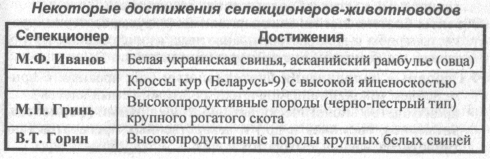 Некоторые достижения селекционеров-животноводов
Селекционер Достижения
М.Ф. Иванов Белая украинская свинья, асканийский рамбулье (овца)
Кроссы кур (Беларусь-9) с высокой яйценоскостью
М.П. Гринь Высокопродуктивные породы (черно-пестрый тип)
крупного рогатого скота
В.Т. Горин Высокопродуктивные породы крупных белых свиней